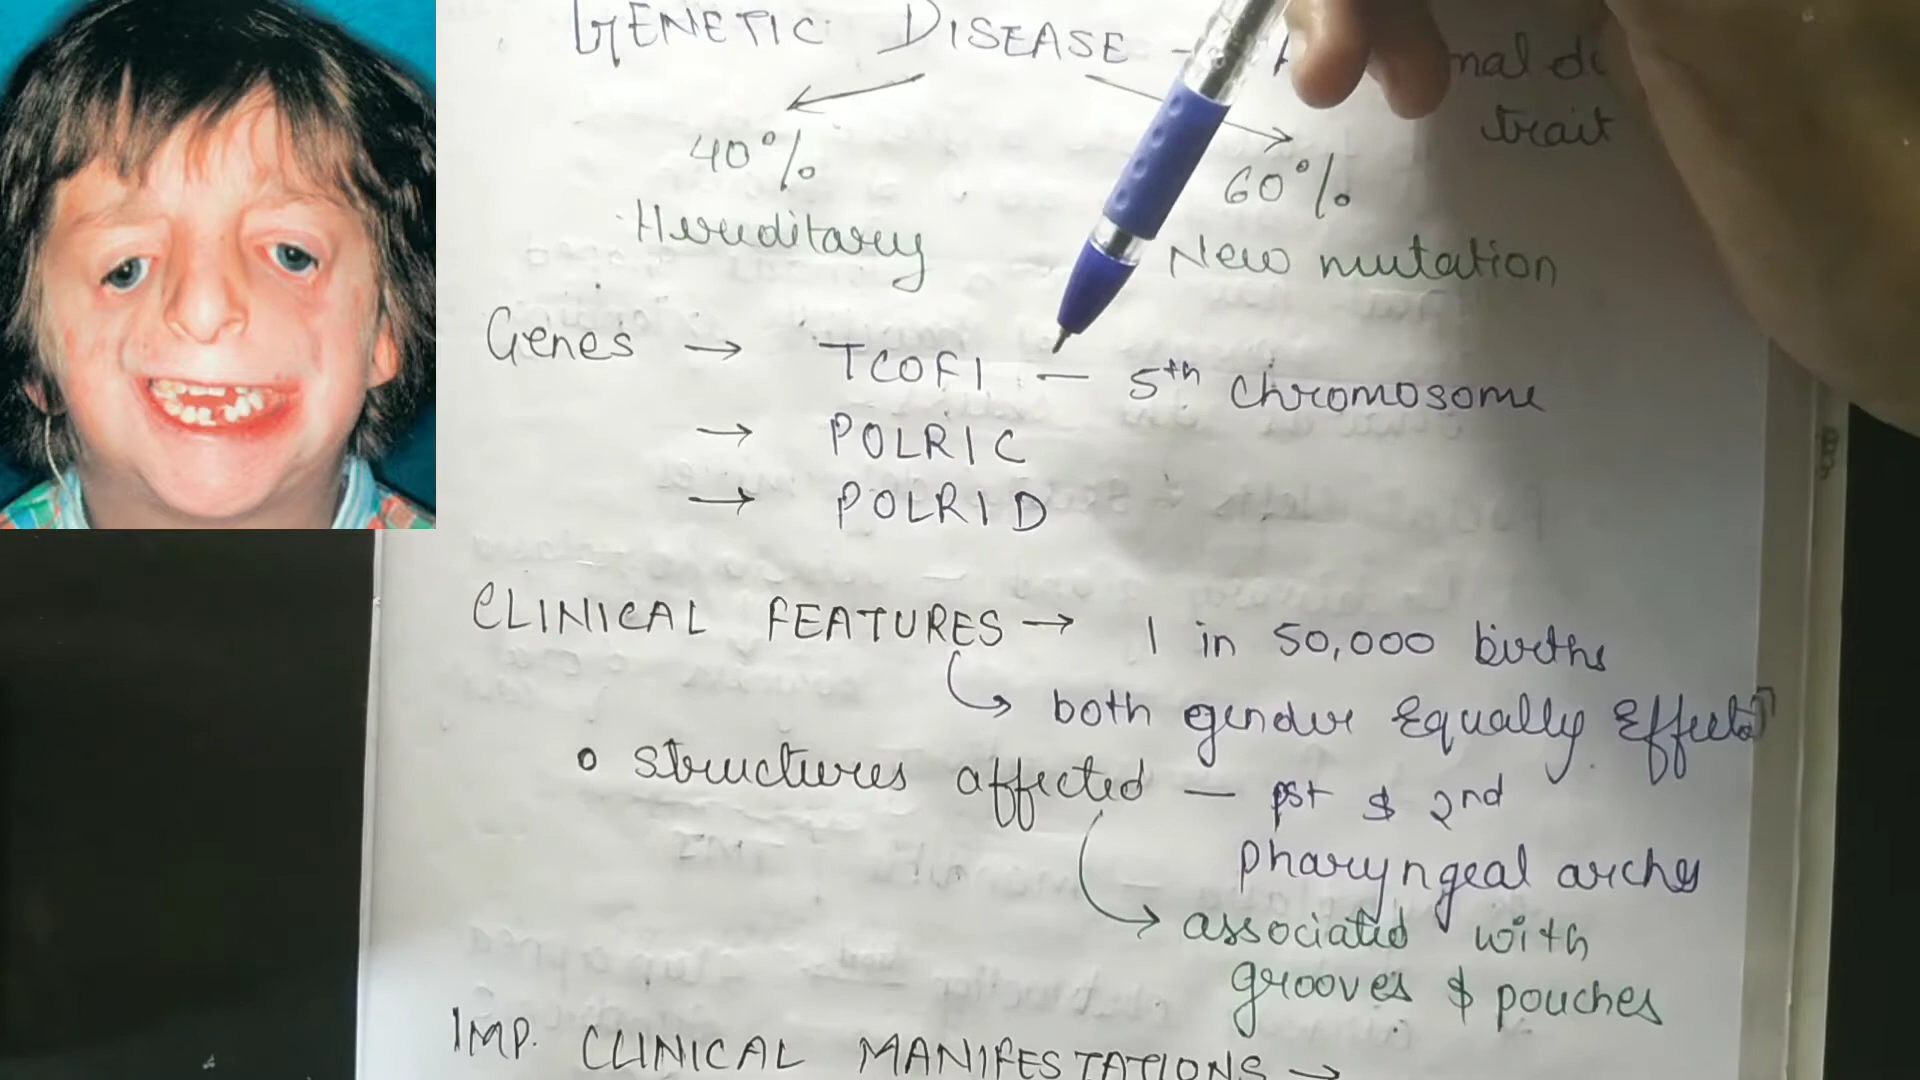 GENETIC DISEASE -
trait
40%
60%
Hereditary
New mutation
Genes → TCOF1 — 5th chromosome
→ POLR1C
→ POLR1D
CLINICAL FEATURES → 1 in 50,000 births
both gender Equally Effected
• structures affected — 1st & 2nd
pharyngeal arches
associated with
grooves & pouches
IMP. CLINICAL MANIFESTATIONS →